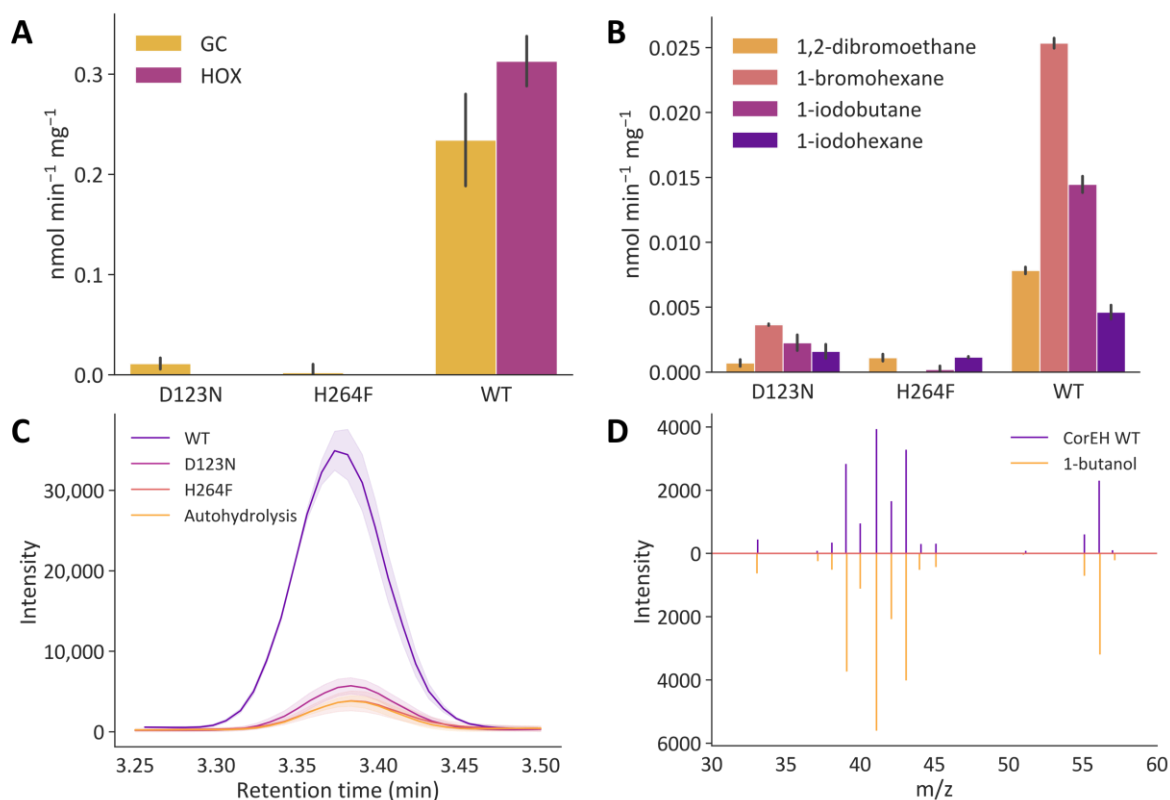 A
GC
HOX
nmol min⁻¹ mg⁻¹
0.3
0.2
0.1
0.0
D123N H264F WT
B
1,2-dibromoethane
1-bromohexane
1-iodobutane
1-iodohexane
nmol min⁻¹ mg⁻¹
0.025
0.020
0.015
0.010
0.005
0.000
D123N H264F WT
C
WT
D123N
H264F
Autohydrolysis
Intensity
30,000
20,000
10,000
0
3.25 3.30 3.35 3.40 3.45 3.50
Retention time (min)
D
CorEH WT
1-butanol
Intensity
4000
2000
0
2000
4000
6000
30 40 45 55 60
m/z